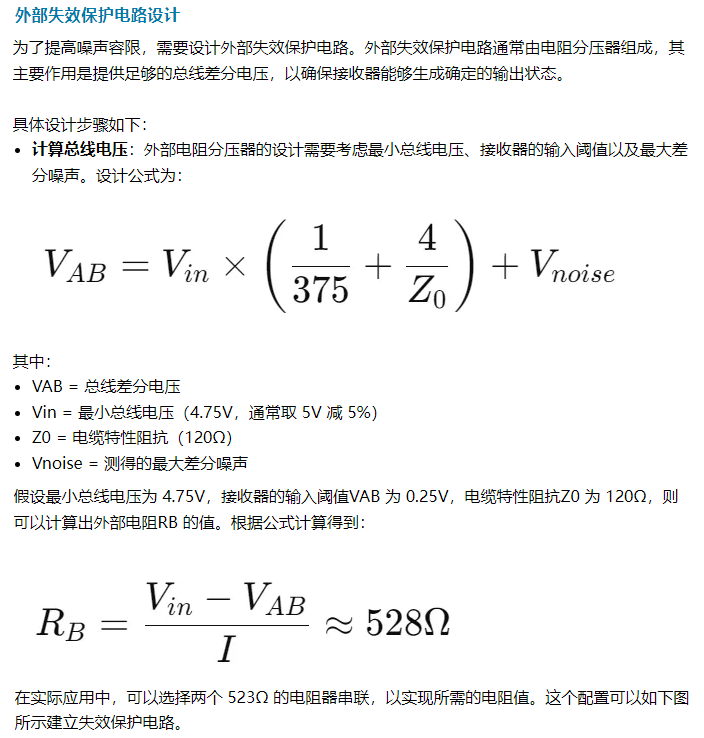 外部失效保护电路设计
为了提高噪声容限，需要设计外部失效保护电路。外部失效保护电路通常由电阻分压器组成，其
主要作用是提供足够的总线差分电压，以确保接收器能够生成确定的输出状态。
具体设计步骤如下：
• 计算总线电压：外部电阻分压器的设计需要考虑最小总线电压、接收器的输入阈值以及最大差
分噪声。设计公式为：
V_{AB} = V_{in} × (1/375 + 4/Z_0) + V_{noise}
其中：
• VAB = 总线差分电压
• Vin = 最小总线电压（4.75V，通常取 5V 减 5%）
• Z0 = 电缆特性阻抗（120Ω）
• Vnoise = 测得的最大差分噪声
假设最小总线电压为 4.75V，接收器的输入阈值VAB 为 0.25V，电缆特性阻抗Z0 为 120Ω，则
可以计算出外部电阻RB 的值。根据公式计算得到：
R_B = (V_{in} − V_{AB})/I ≈ 528Ω
在实际应用中，可以选择两个 523Ω 的电阻器串联，以实现所需的电阻值。这个配置可以如下图
所示建立失效保护电路。